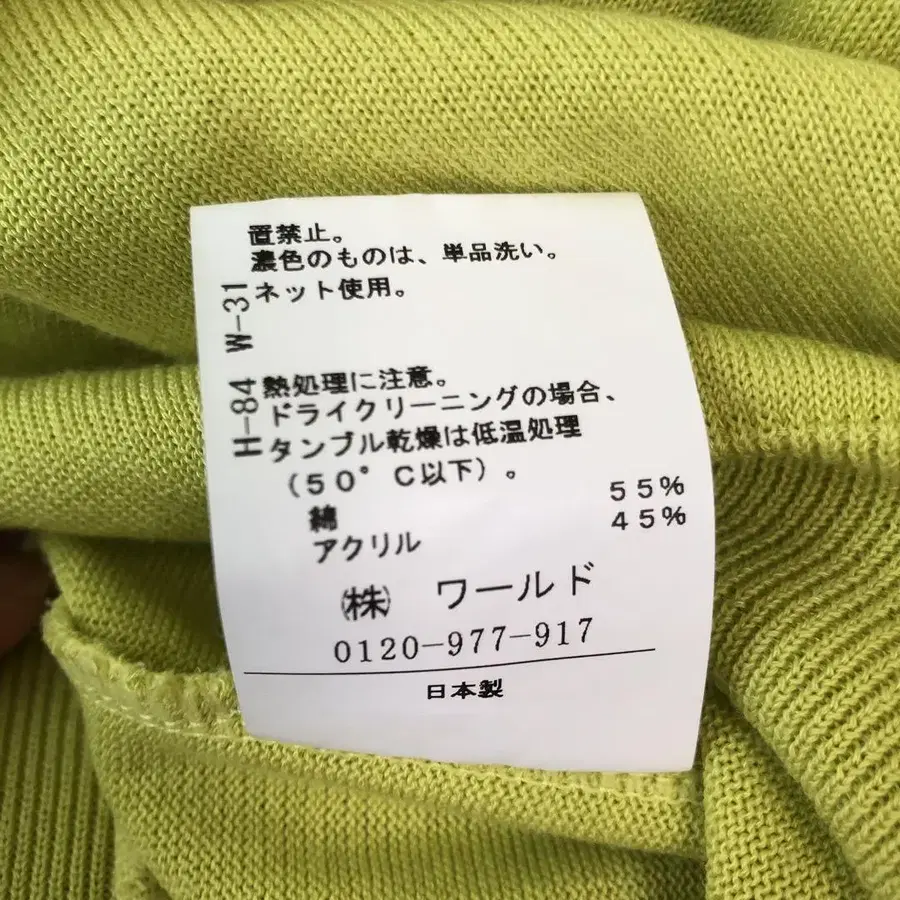 置禁止。
濃色のものは、単品洗い。
ネット使用。
熱処理に注意。
ドライクリーニングの場合、
タンブル乾燥は低温処理
(50°C以下)。
綿 55%
アクリル 45%
㈱ ワールド
0120-977-917
日本製
H-84 W-31